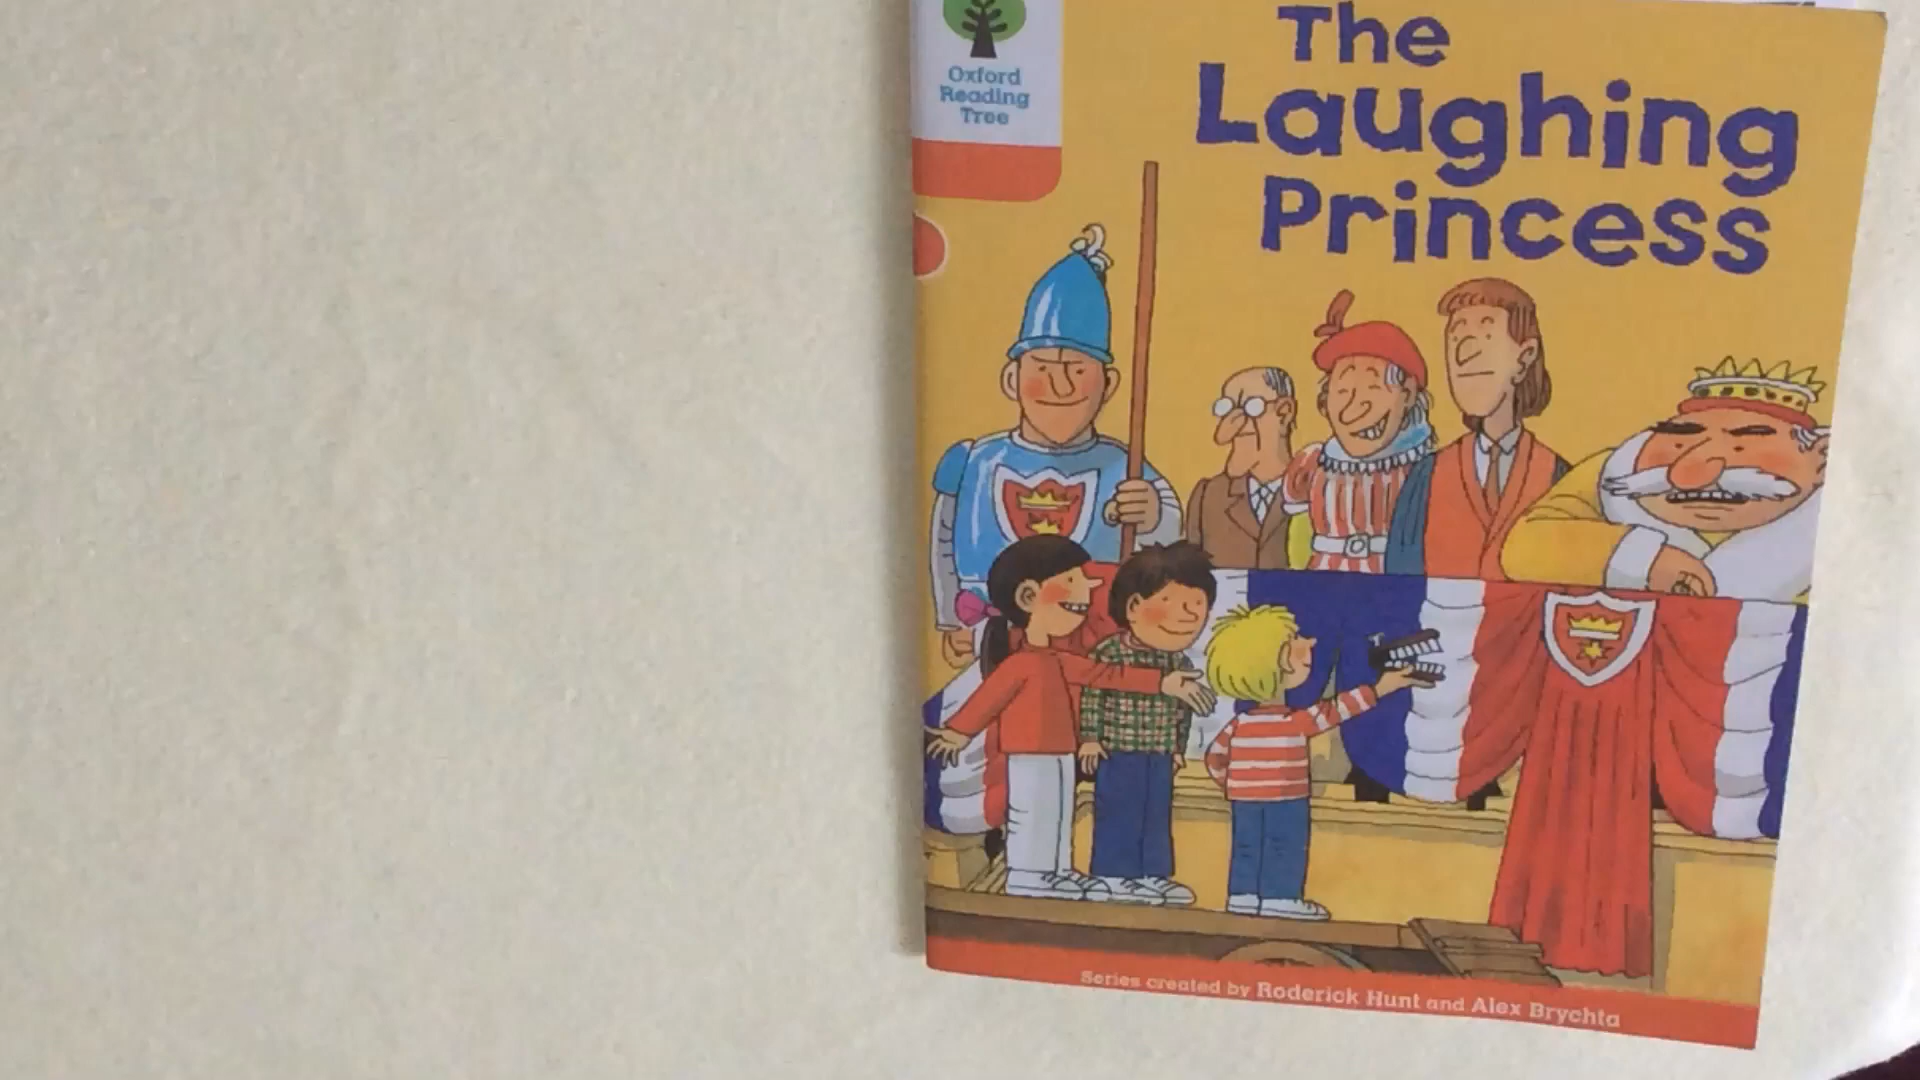 Oxford
Reading
Tree
The
Laughing
Princess
Series created by Roderick Hunt and Alex Brychta